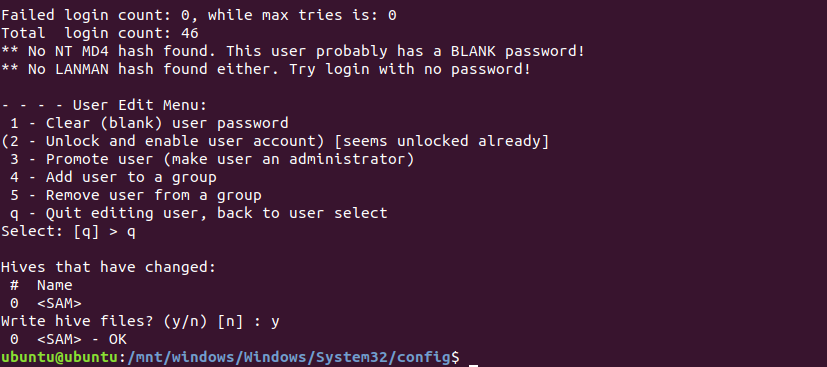 Failed login count: 0, while max tries is: 0
Total  login count: 46
** No NT MD4 hash found. This user probably has a BLANK password!
** No LANMAN hash found either. Try login with no password!

- - - - User Edit Menu:
 1 - Clear (blank) user password
(2 - Unlock and enable user account) [seems unlocked already]
 3 - Promote user (make user an administrator)
 4 - Add user to a group
 5 - Remove user from a group
 q - Quit editing user, back to user select
Select: [q] > q

Hives that have changed:
 #  Name
 0  <SAM>
Write hive files? (y/n) [n] : y
 0  <SAM> - OK
ubuntu@ubuntu:/mnt/windows/Windows/System32/config$ _